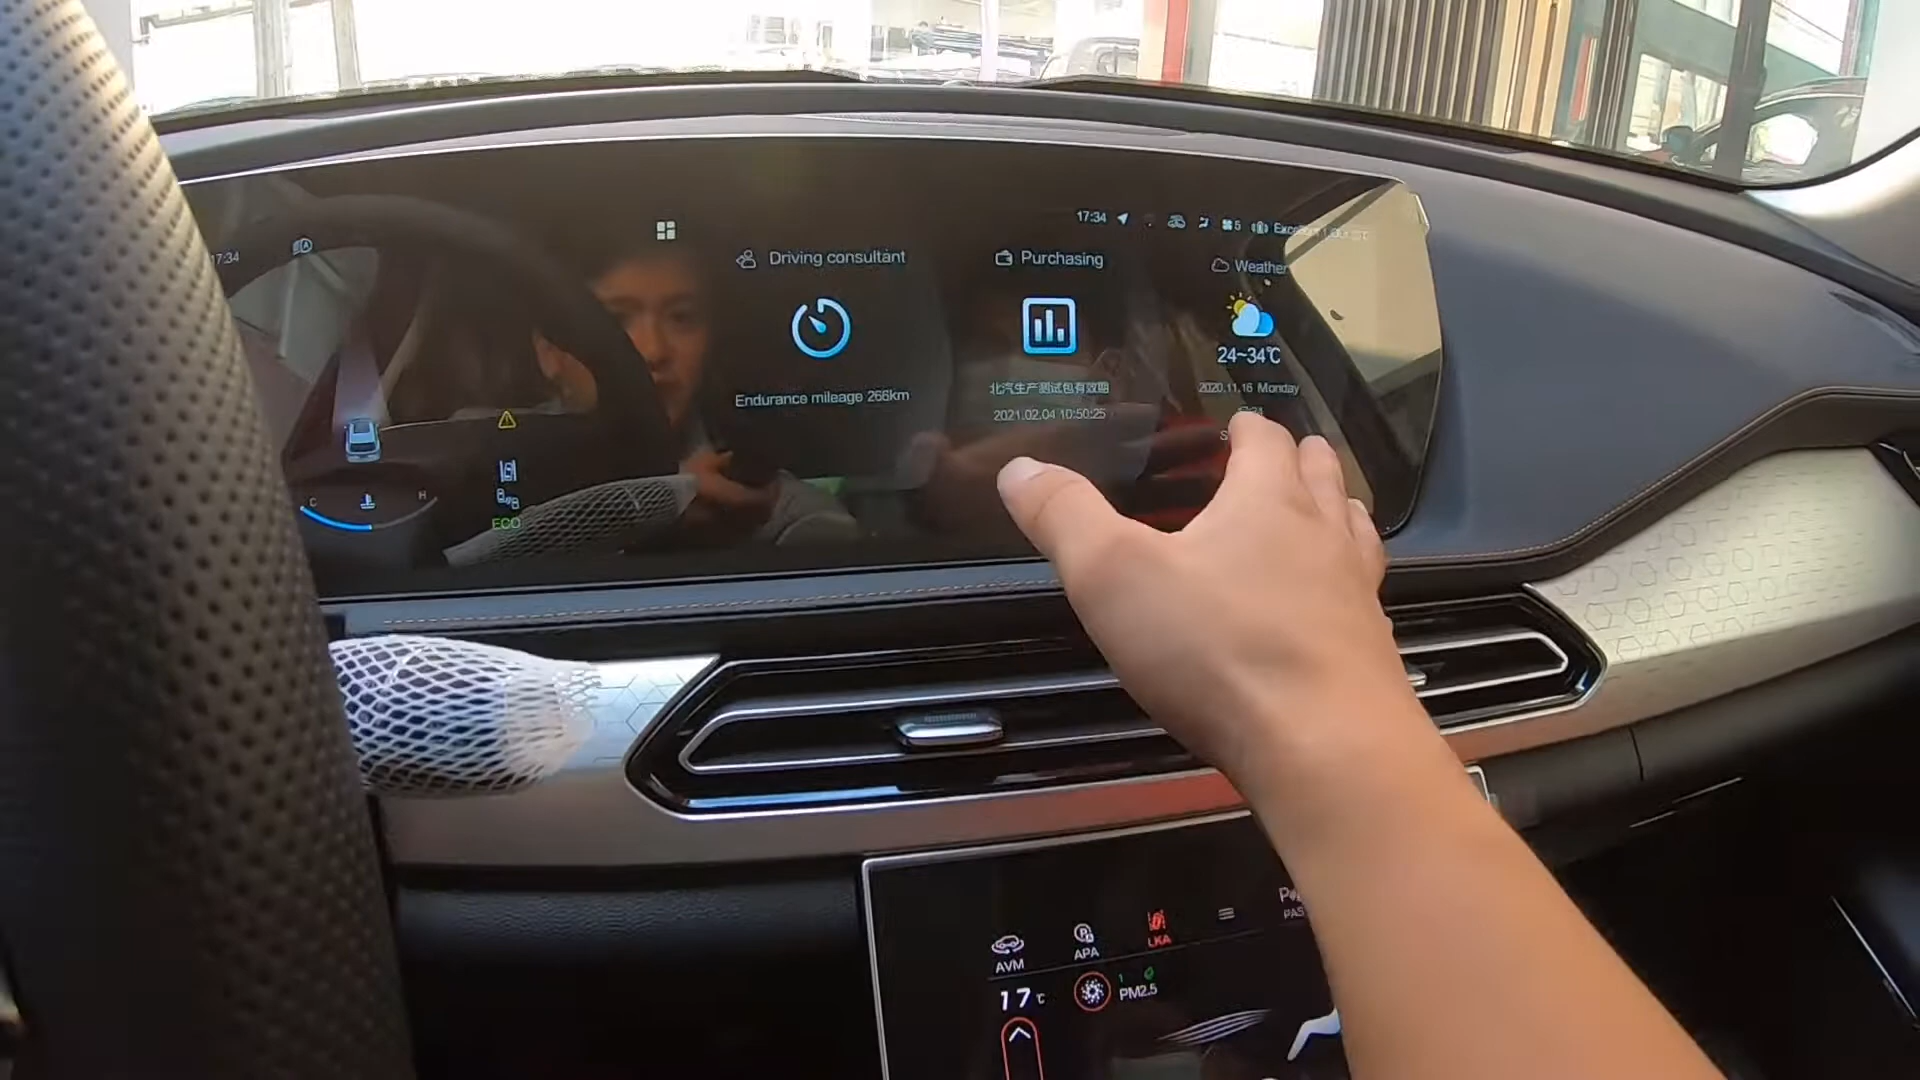 17:34
17:34
5
Driving consultant
Endurance mileage 266km
Purchasing
北汽生产测试包有效期
2021.02.04 10:50:25
Weather
24~34℃
2020.11.16 Monday
C
H
ECO
AVM
APA
LKA
17℃
1
PM2.5